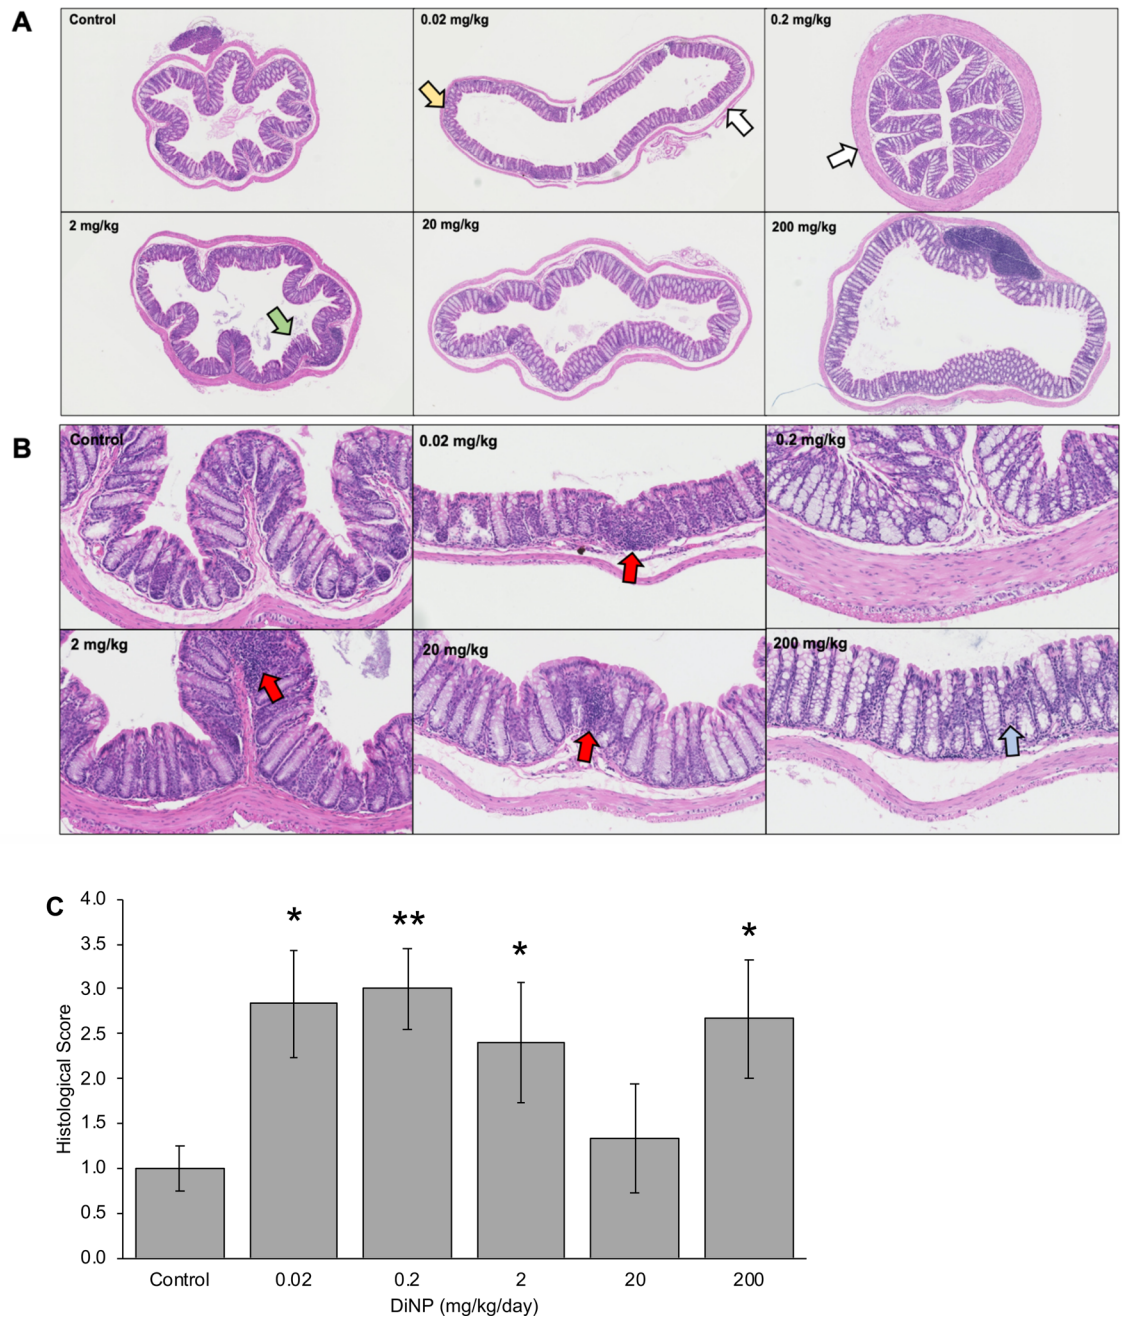 A
Control
0.02 mg/kg
0.2 mg/kg
2 mg/kg
20 mg/kg
200 mg/kg
B
Control
0.02 mg/kg
0.2 mg/kg
2 mg/kg
20 mg/kg
200 mg/kg
C
Histological Score
4.0
3.5
3.0
2.5
2.0
1.5
1.0
0.5
0.0
*
**
*
*
Control
0.02
0.2
2
20
200
DiNP (mg/kg/day)